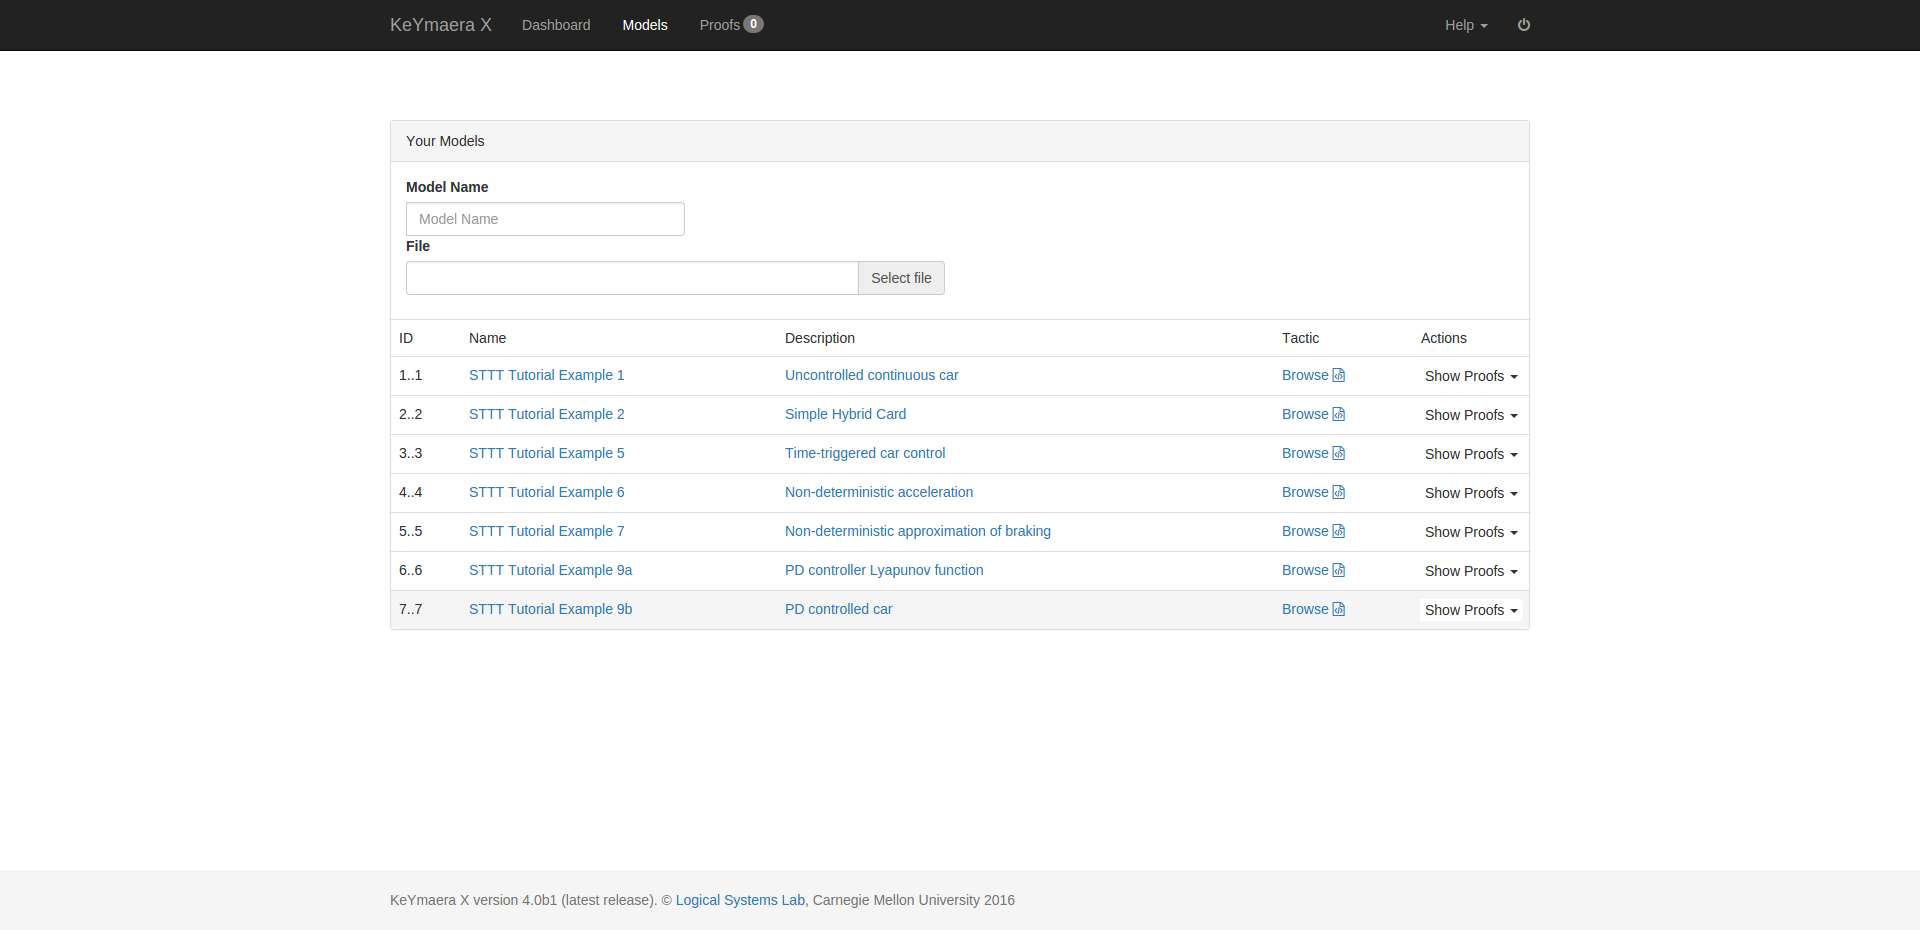 KeYmaera X Dashboard Models Proofs 0 Help
Your Models
Model Name
Model Name
File
Select file
ID Name Description Tactic Actions
1..1 STTT Tutorial Example 1 Uncontrolled continuous car Browse Show Proofs
2..2 STTT Tutorial Example 2 Simple Hybrid Card Browse Show Proofs
3..3 STTT Tutorial Example 5 Time-triggered car control Browse Show Proofs
4..4 STTT Tutorial Example 6 Non-deterministic acceleration Browse Show Proofs
5..5 STTT Tutorial Example 7 Non-deterministic approximation of braking Browse Show Proofs
6..6 STTT Tutorial Example 9a PD controller Lyapunov function Browse Show Proofs
7..7 STTT Tutorial Example 9b PD controlled car Browse Show Proofs
KeYmaera X version 4.0b1 (latest release). © Logical Systems Lab, Carnegie Mellon University 2016